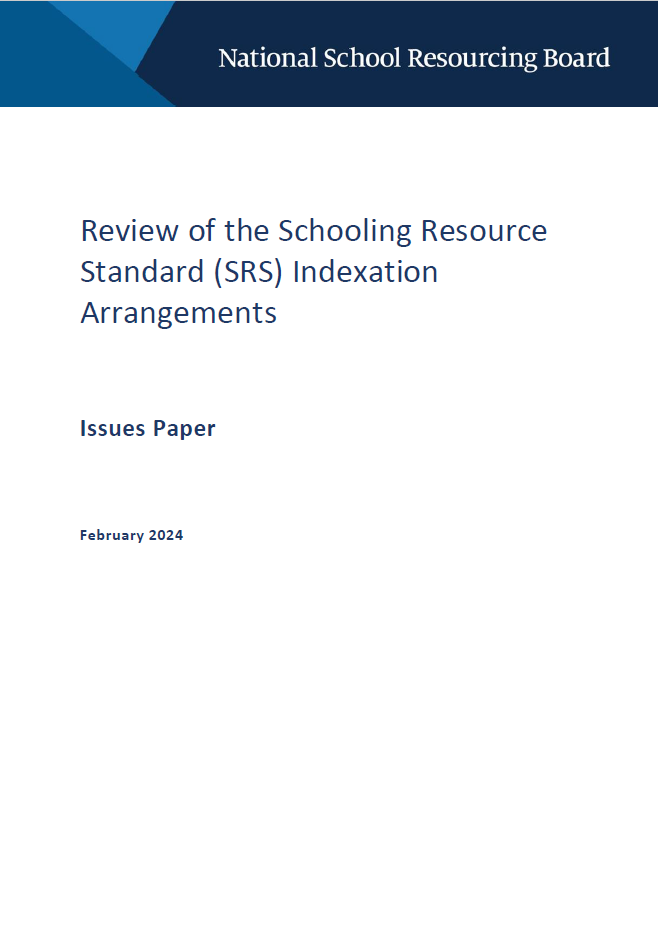 National School Resourcing Board
Review of the Schooling Resource
Standard (SRS) Indexation
Arrangements
Issues Paper
February 2024